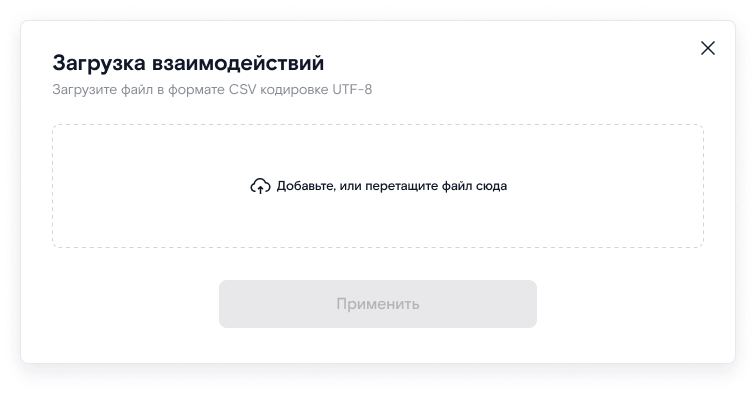 Загрузка взаимодействий
Загрузите файл в формате CSV кодировке UTF-8
Добавьте, или перетащите файл сюда
Применить